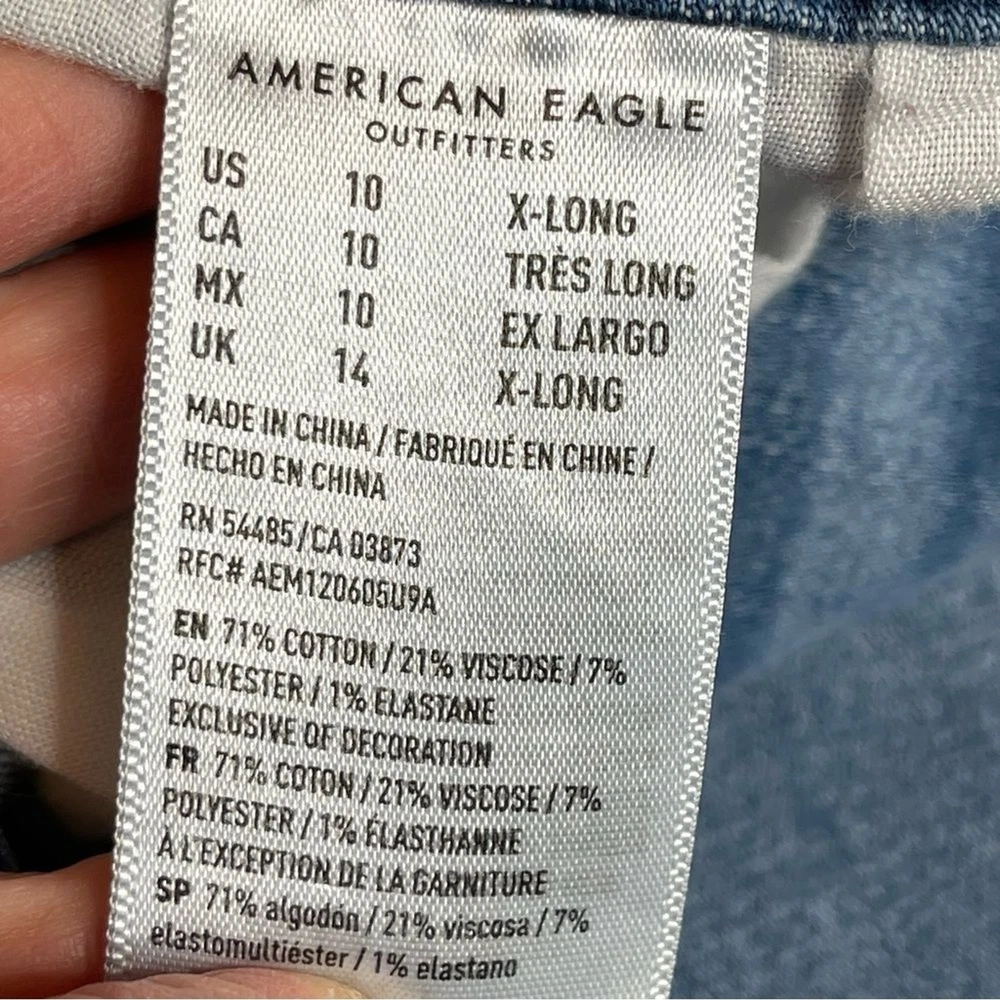 AMERICAN EAGLE
OUTFITTERS
US 10 X-LONG
CA 10 TRÈS LONG
MX 10 EX LARGO
UK 14 X-LONG
MADE IN CHINA / FABRIQUÉ EN CHINE /
HECHO EN CHINA
RN 54485/CA 03873
RFC# AEM120605U9A
EN 71% COTTON / 21% VISCOSE / 7%
POLYESTER / 1% ELASTANE
EXCLUSIVE OF DECORATION
FR 71% COTON / 21% VISCOSE / 7%
POLYESTER / 1% ÉLASTHANNE
À L'EXCEPTION DE LA GARNITURE
SP 71% algodón / 21% viscosa / 7%
elastomultiéster / 1% elastano